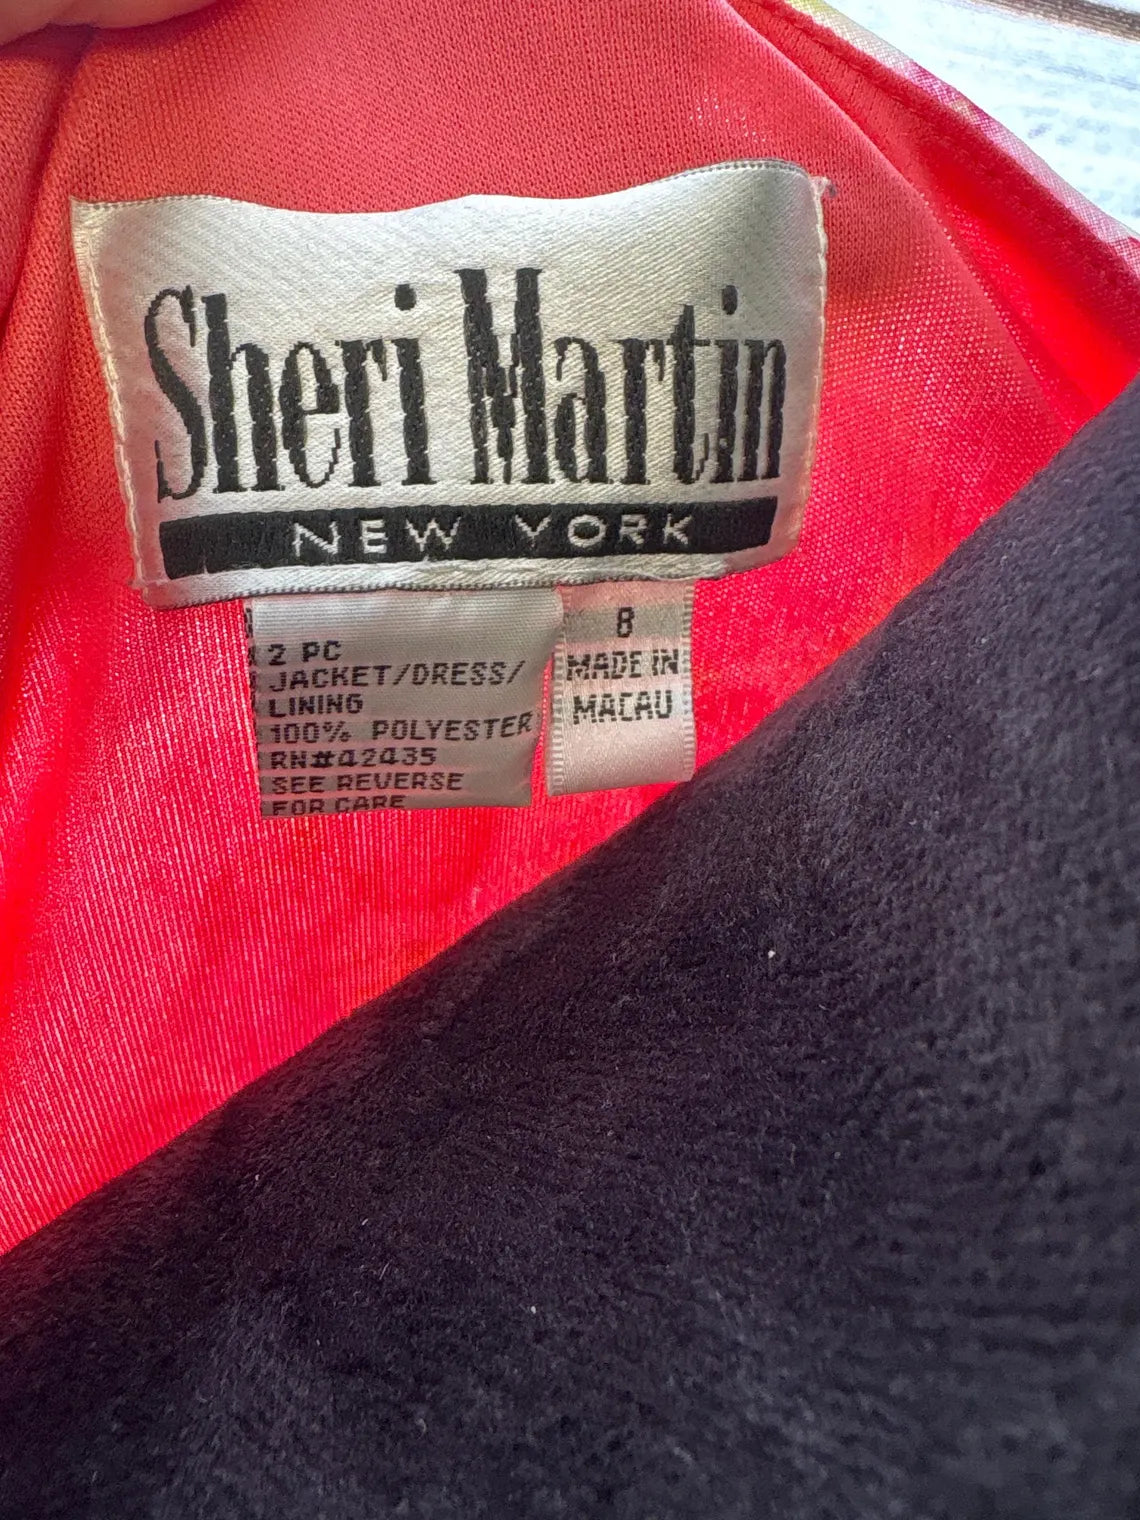 Sheri Martin
NEW YORK
2 PC
JACKET/DRESS/
LINING
100% POLYESTER
RN#42435
SEE REVERSE
FOR CARE
8
MADE IN
MACAU